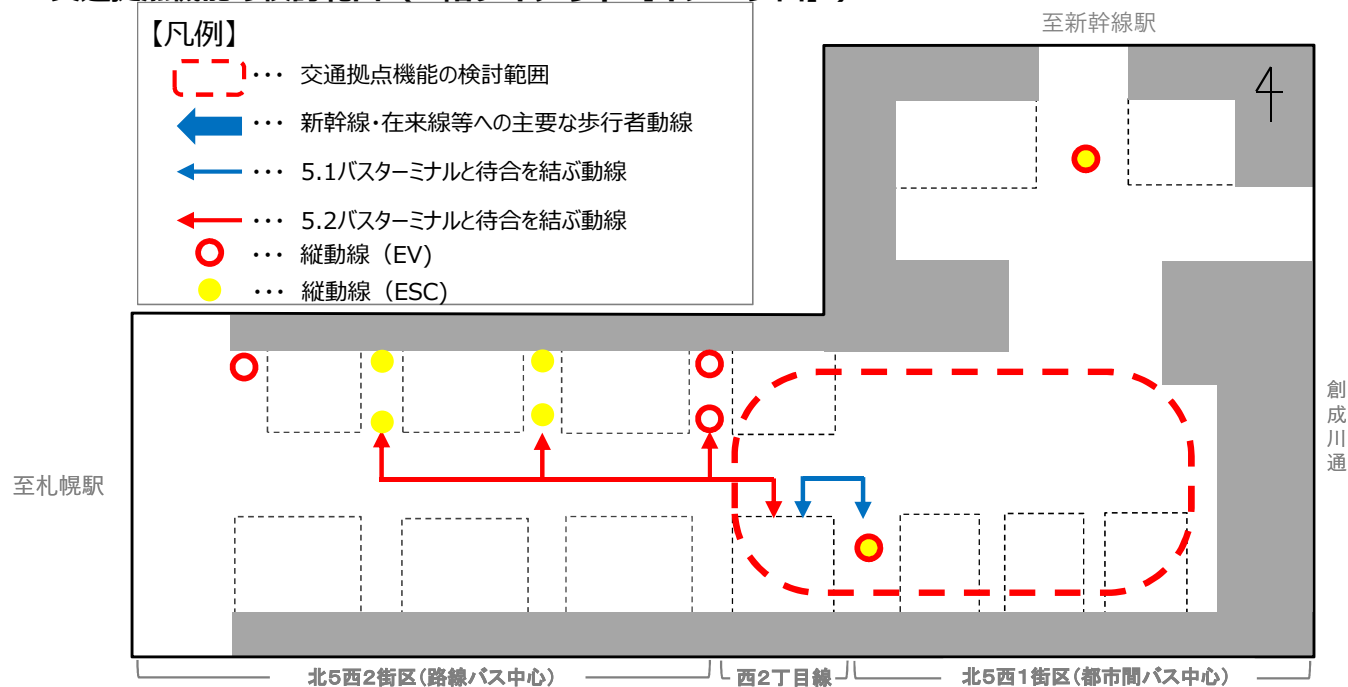 【凡例】
･･･ 交通拠点機能の検討範囲
･･･ 新幹線・在来線等への主要な歩行者動線
･･･ 5.1バスターミナルと待合を結ぶ動線
･･･ 5.2バスターミナルと待合を結ぶ動線
･･･ 縦動線（EV)
･･･ 縦動線（ESC)
至新幹線駅
創成川通
至札幌駅
北5西2街区(路線バス中心)
西2丁目線
北5西1街区(都市間バス中心)